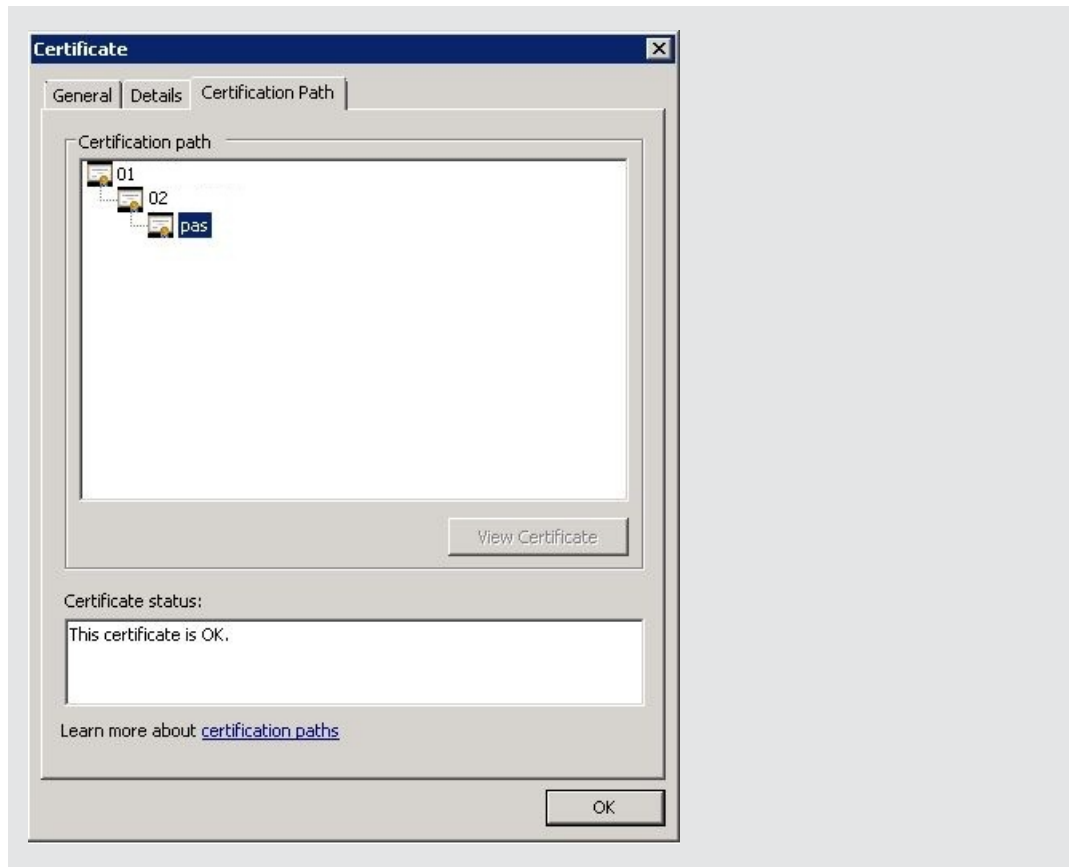 Certificate
General Details Certification Path
Certification path
01
02
pas
View Certificate
Certificate status:
This certificate is OK.
Learn more about certification paths
OK